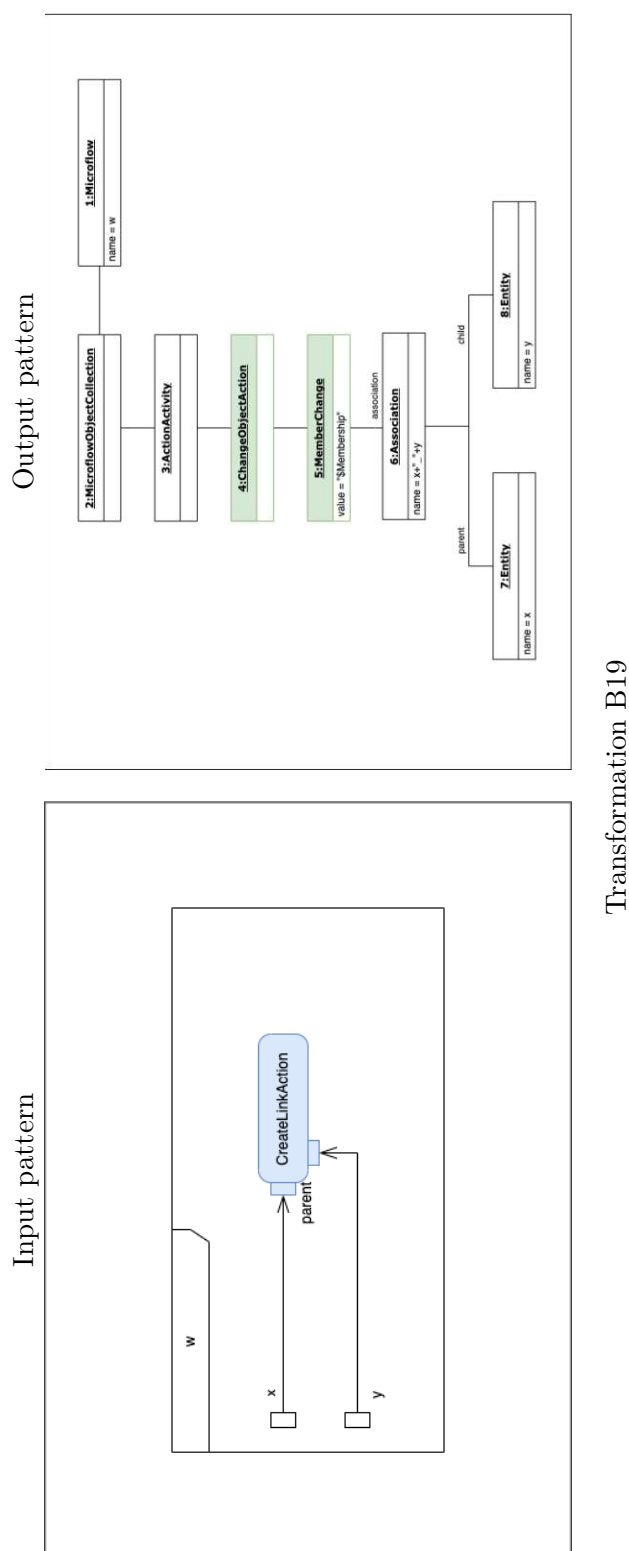 Input pattern
w
x
y
parent
CreateLinkAction
Output pattern
1:Microflow
name = w
2:MicroflowObjectCollection
3:ActionActivity
4:ChangeObjectAction
5:MemberChange
value = "$Membership"
association
6:Association
name = x+"_"+y
parent
child
7:Entity
name = x
8:Entity
name = y
Transformation B19